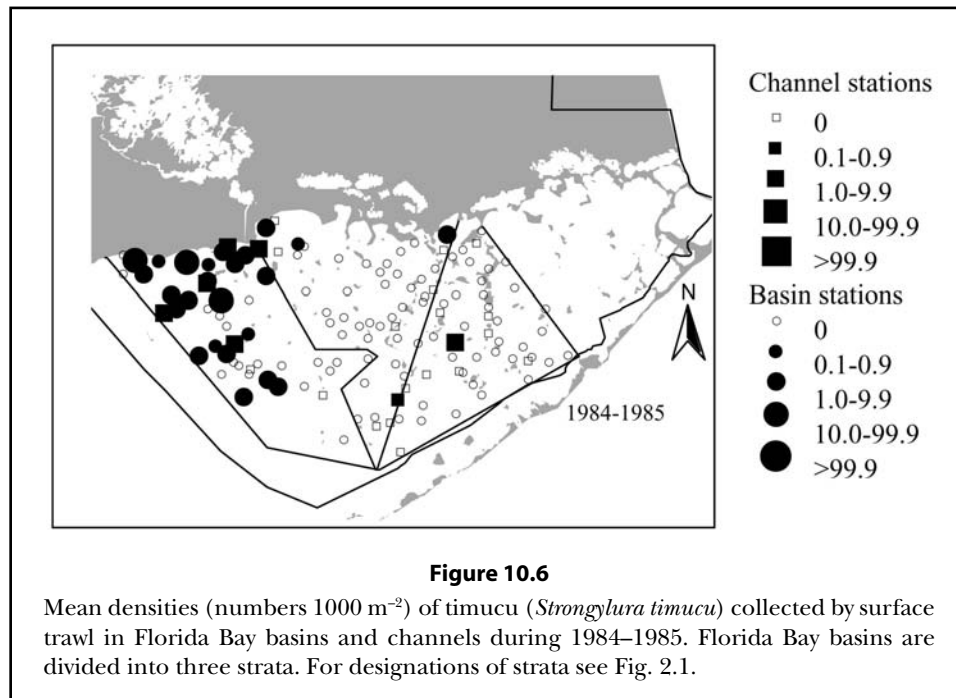 Channel stations
0
0.1-0.9
1.0-9.9
10.0-99.9
>99.9
N
Basin stations
0
0.1-0.9
1.0-9.9
10.0-99.9
>99.9
1984-1985
Figure 10.6
Mean densities (numbers 1000 m⁻²) of timucu (Strongylura timucu) collected by surface
trawl in Florida Bay basins and channels during 1984–1985. Florida Bay basins are
divided into three strata. For designations of strata see Fig. 2.1.